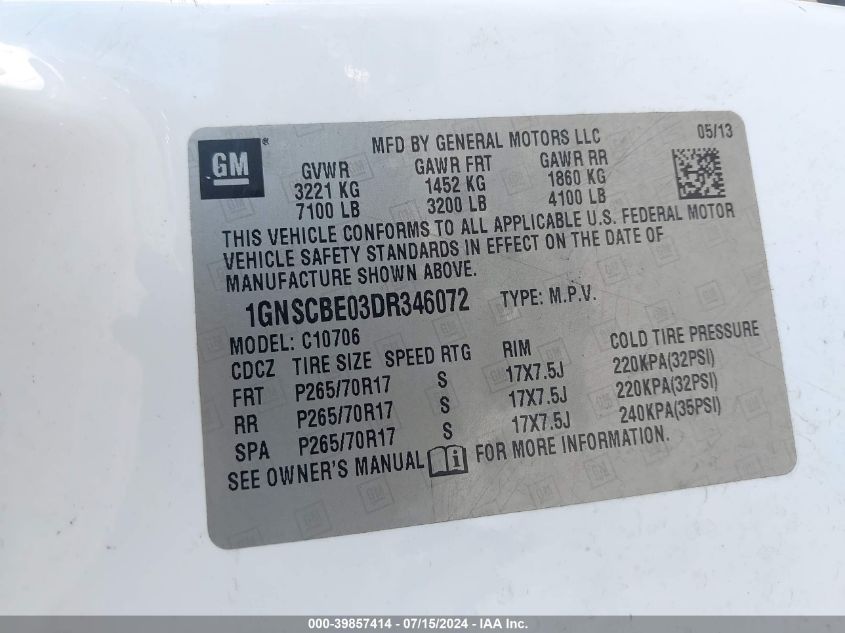 GM ®
MFD BY GENERAL MOTORS LLC 05/13
GVWR GAWR FRT GAWR RR
3221 KG 1452 KG 1860 KG
7100 LB 3200 LB 4100 LB
THIS VEHICLE CONFORMS TO ALL APPLICABLE U.S. FEDERAL MOTOR
VEHICLE SAFETY STANDARDS IN EFFECT ON THE DATE OF
MANUFACTURE SHOWN ABOVE.
1GNSCBE03DR346072 TYPE: M.P.V.
MODEL: C10706
CDCZ TIRE SIZE SPEED RTG RIM COLD TIRE PRESSURE
FRT P265/70R17 S 17X7.5J 220KPA(32PSI)
RR P265/70R17 S 17X7.5J 220KPA(32PSI)
SPA P265/70R17 S 17X7.5J 240KPA(35PSI)
SEE OWNER'S MANUAL i FOR MORE INFORMATION.
000-39857414 - 07/15/2024 - IAA Inc.